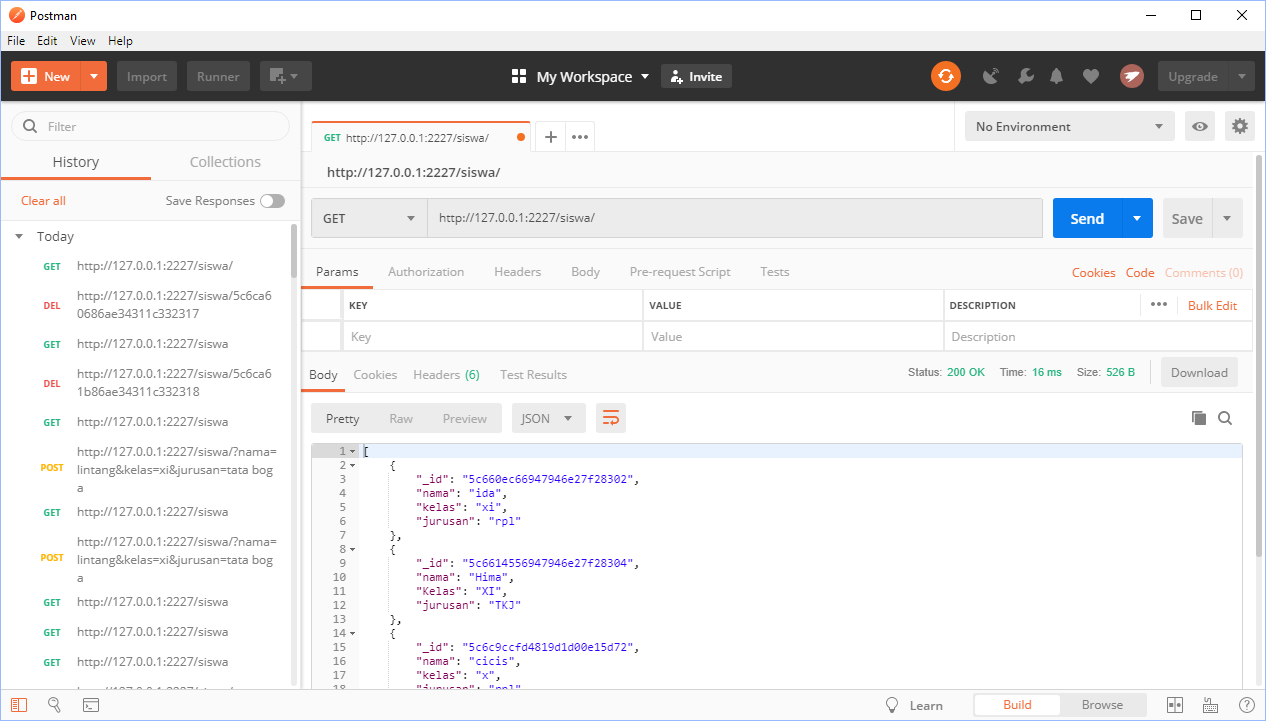 Postman
File Edit View Help
New Import Runner My Workspace Invite Upgrade
Filter
History Collections
Clear all Save Responses
Today
GET http://127.0.0.1:2227/siswa/
DEL http://127.0.0.1:2227/siswa/5c6ca6
0686ae34311c332317
GET http://127.0.0.1:2227/siswa
DEL http://127.0.0.1:2227/siswa/5c6ca6
1b86ae34311c332318
GET http://127.0.0.1:2227/siswa
POST http://127.0.0.1:2227/siswa/?nama=
lintang&kelas=xi&jurusan=tata bog
a
GET http://127.0.0.1:2227/siswa
POST http://127.0.0.1:2227/siswa/?nama=
lintang&kelas=xi&jurusan=tata bog
a
GET http://127.0.0.1:2227/siswa
GET http://127.0.0.1:2227/siswa
GET http://127.0.0.1:2227/siswa
GET http://127.0.0.1:2227/siswa/
No Environment
http://127.0.0.1:2227/siswa/
GET http://127.0.0.1:2227/siswa/ Send Save
Params Authorization Headers Body Pre-request Script Tests Cookies Code Comments (0)
KEY VALUE DESCRIPTION Bulk Edit
Key Value Description
Body Cookies Headers (6) Test Results Status: 200 OK Time: 16 ms Size: 526 B Download
Pretty Raw Preview JSON
1 [
2 {
3 "_id": "5c660ec66947946e27f28302",
4 "nama": "ida",
5 "kelas": "xi",
6 "jurusan": "rpl"
7 },
8 {
9 "_id": "5c6614556947946e27f28304",
10 "nama": "Hima",
11 "Kelas": "XI",
12 "jurusan": "TKJ"
13 },
14 {
15 "_id": "5c6c9ccfd4819d1d00e15d72",
16 "nama": "cicis",
17 "kelas": "x",
18 "jurusan": "rpl"
Learn Build Browse